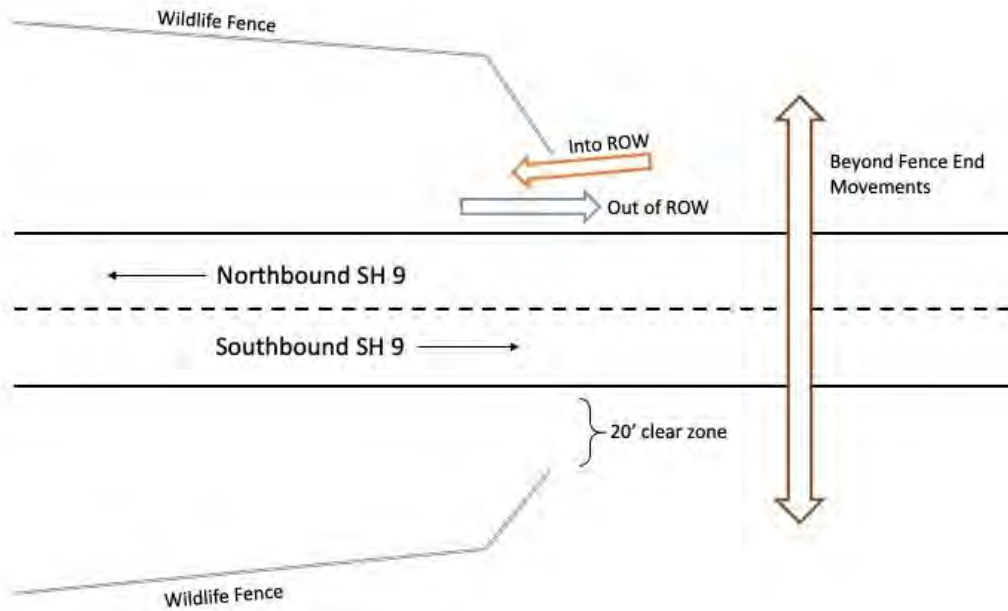 Wildlife Fence
Into ROW
Out of ROW
Beyond Fence End
Movements
Northbound SH 9
Southbound SH 9
20’ clear zone
Wildlife Fence